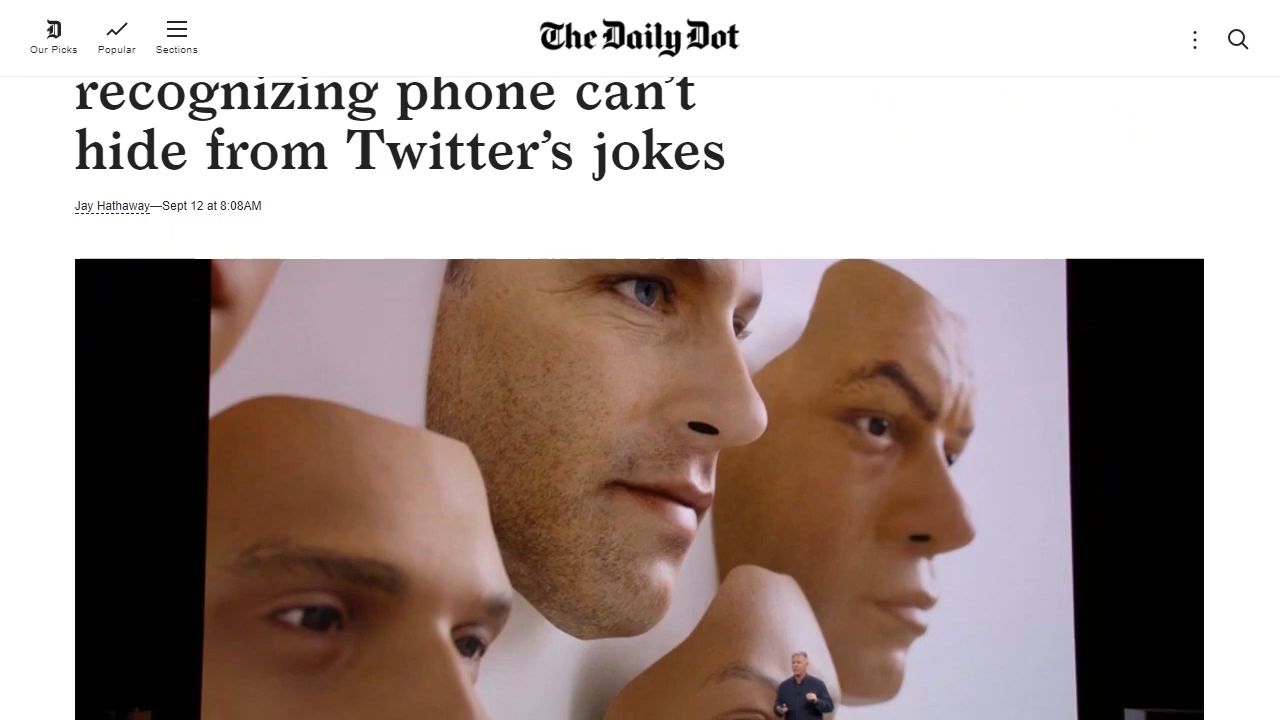 Our Picks
Popular
Sections
The Daily Dot
recognizing phone can't
hide from Twitter's jokes
Jay Hathaway—Sept 12 at 8:08AM